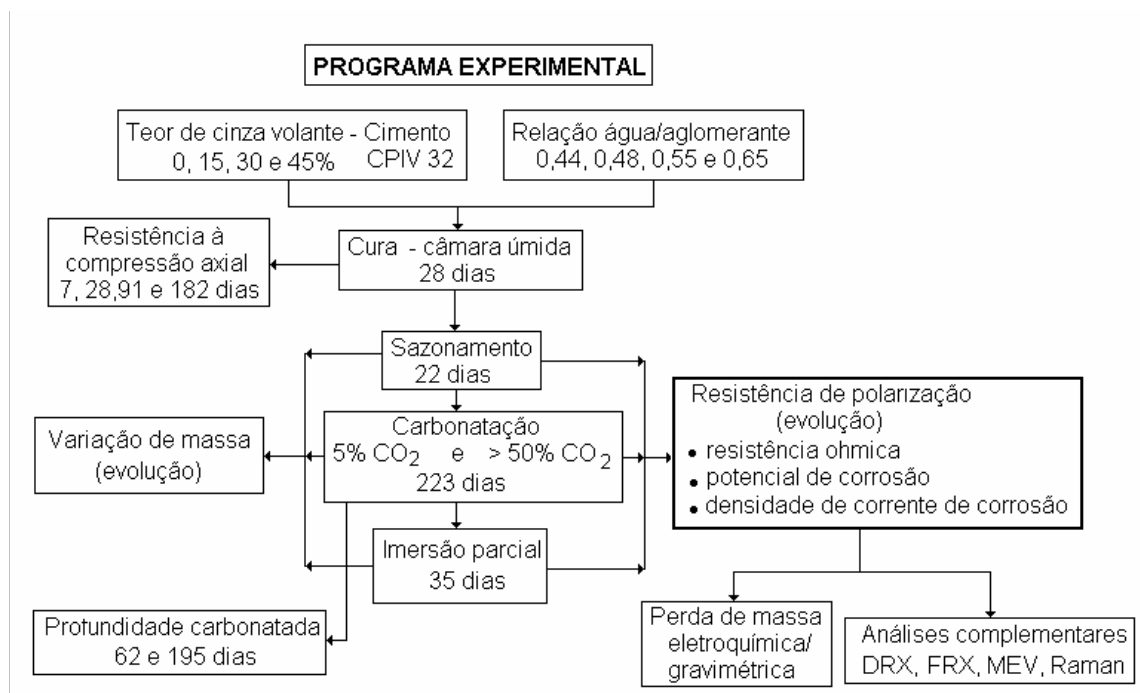 PROGRAMA EXPERIMENTAL
Teor de cinza volante - Cimento
0, 15, 30 e 45% CPIV 32
Relação água/aglomerante
0,44, 0,48, 0,55 e 0,65
Resistência à
compressão axial
7, 28,91 e 182 dias
Cura - câmara úmida
28 dias
Sazonamento
22 dias
Variação de massa
(evolução)
Carbonatação
5% CO2 e > 50% CO2
223 dias
Resistência de polarização
(evolução)
• resistência ohmica
• potencial de corrosão
• densidade de corrente de corrosão
Imersão parcial
35 dias
Profundidade carbonatada
62 e 195 dias
Perda de massa
eletroquímica/
gravimétrica
Análises complementares
DRX, FRX, MEV, Raman